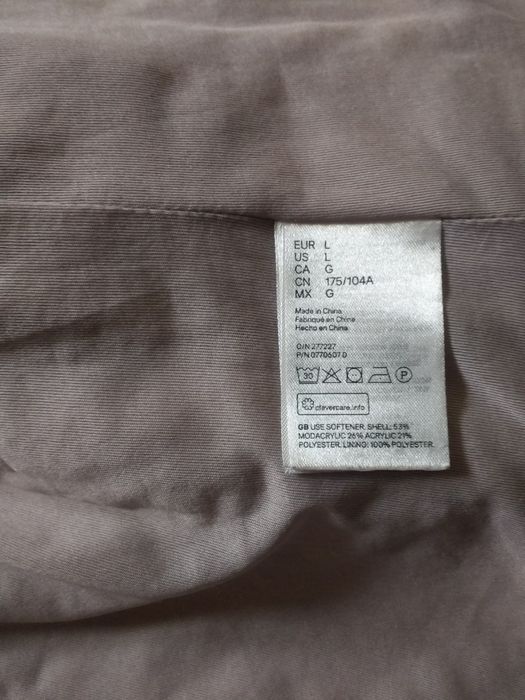 EUR L
US L
CA G
CN 175/104A
MX G
Made in China
Fabriqué en Chine
Hecho en China
O/N 277227
P/N 0770607 D
30
P
clevercare.info
GB USE SOFTENER. SHELL: 53%
MODACRYLIC 26% ACRYLIC 21%
POLYESTER. LINING: 100% POLYESTER.